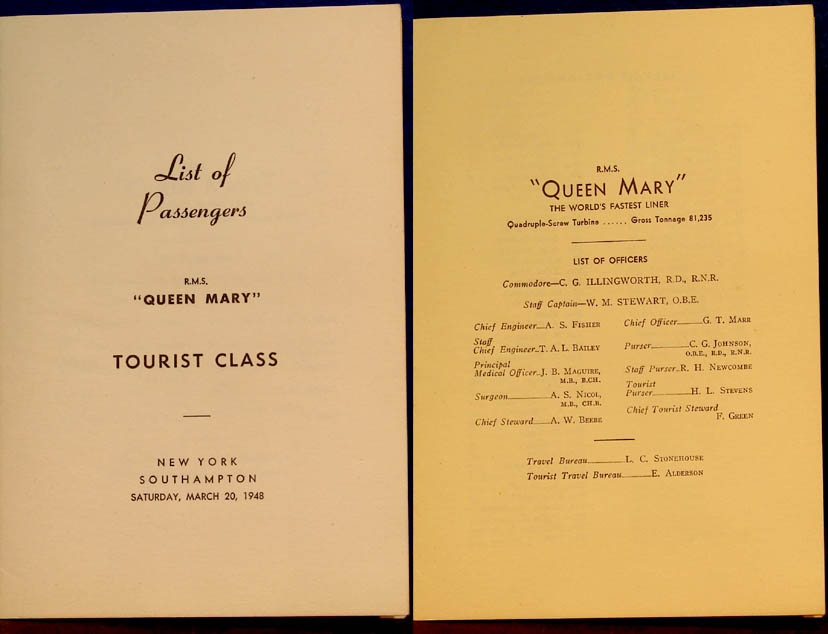 List of
Passengers
R.M.S.
"QUEEN MARY"
TOURIST CLASS
NEW YORK
SOUTHAMPTON
SATURDAY, MARCH 20, 1948
R.M.S.
"QUEEN MARY"
THE WORLD'S FASTEST LINER
Quadruple-Screw Turbine ...... Gross Tonnage 81,235
LIST OF OFFICERS
Commodore—C. G. ILLINGWORTH, R.D., R.N.R.
Staff Captain—W. M. STEWART, O.B.E.
Chief Engineer—A. S. FISHER
Staff
Chief Engineer—T. A. L. BAILEY
Principal
Medical Officer—J. B. MAGUIRE,
M.B., B.CH.
Surgeon—A. S. NICOL,
M.B., CH.B.
Chief Steward—A. W. BEEBE
Chief Officer—G. T. MARR
Purser—C. G. JOHNSON,
O.B.E., R.D., R.N.R.
Staff Purser—R. H. NEWCOMBE
Tourist
Purser—H. L. STEVENS
Chief Tourist Steward
F. GREEN
Travel Bureau—L. C. STONEHOUSE
Tourist Travel Bureau—E. ALDERSON